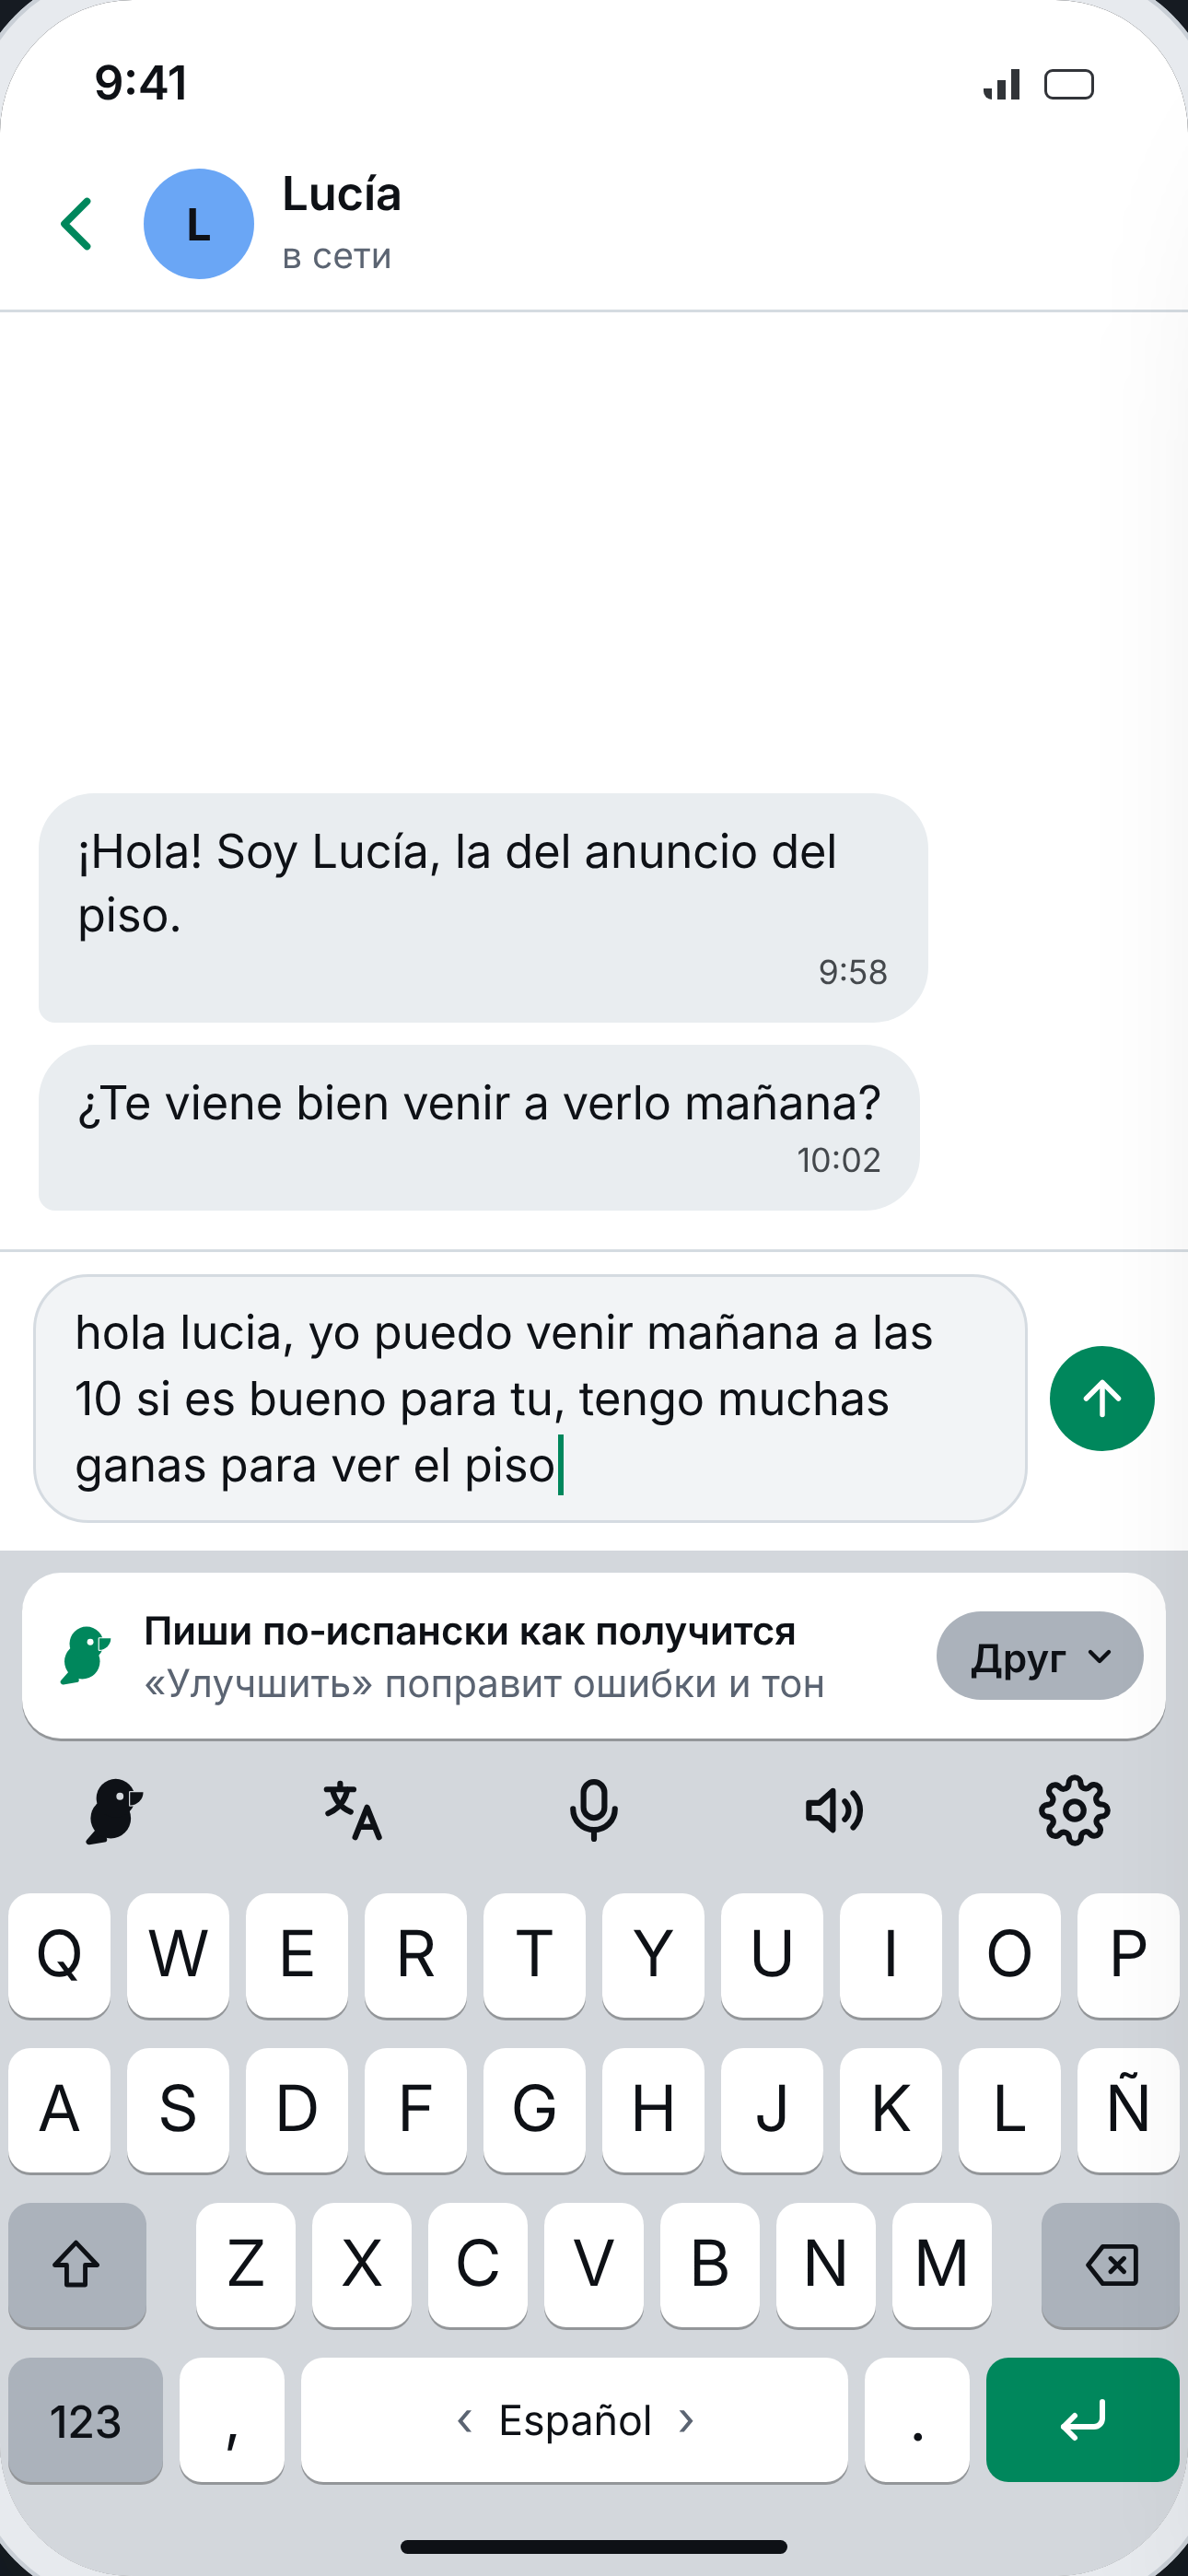 9:41
L
Lucía
в сети
¡Hola! Soy Lucía, la del anuncio del
piso.
9:58
¿Te viene bien venir a verlo mañana?
10:02
hola lucia, yo puedo venir mañana a las
10 si es bueno para tu, tengo muchas
ganas para ver el piso
Пиши по-испански как получится
«Улучшить» поправит ошибки и тон
Друг
Q W E R T Y U I O P
A S D F G H J K L Ñ
Z X C V B N M
123 , ‹ Español › .